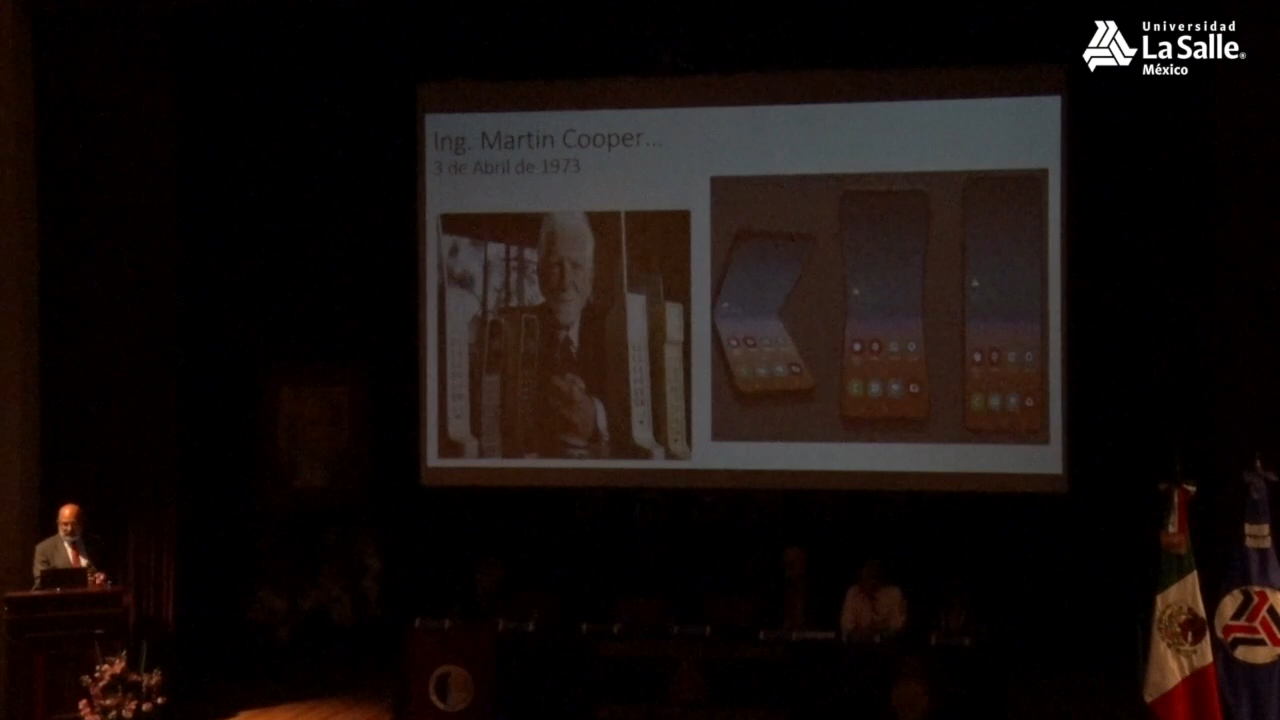 Universidad
La Salle®
México
Ing. Martin Cooper...
3 de Abril de 1973